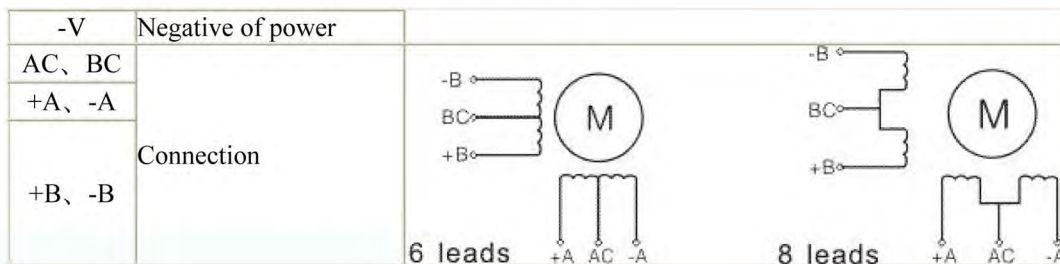 -V Negative of power
AC、BC
+A、-A
Connection
+B、-B
-B
BC
+B
M
6 leads
+A AC -A
-B
BC
+B
M
8 leads
+A AC -A